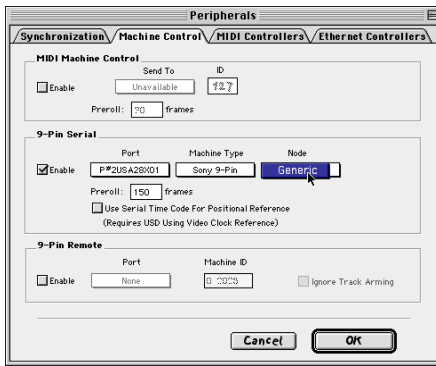 Peripherals
Synchronization Machine Control MIDI Controllers Ethernet Controllers
MIDI Machine Control
Send To ID
Enable Unavailable 127
Preroll: frames
9-Pin Serial
Port Machine Type Node
Enable P#2USA28X01 Sony 9-Pin Generic
Preroll: 150 frames
Use Serial Time Code For Positional Reference
(Requires USD Using Video Clock Reference)
9-Pin Remote
Port Machine ID
Enable None Ignore Track Arming
Cancel OK